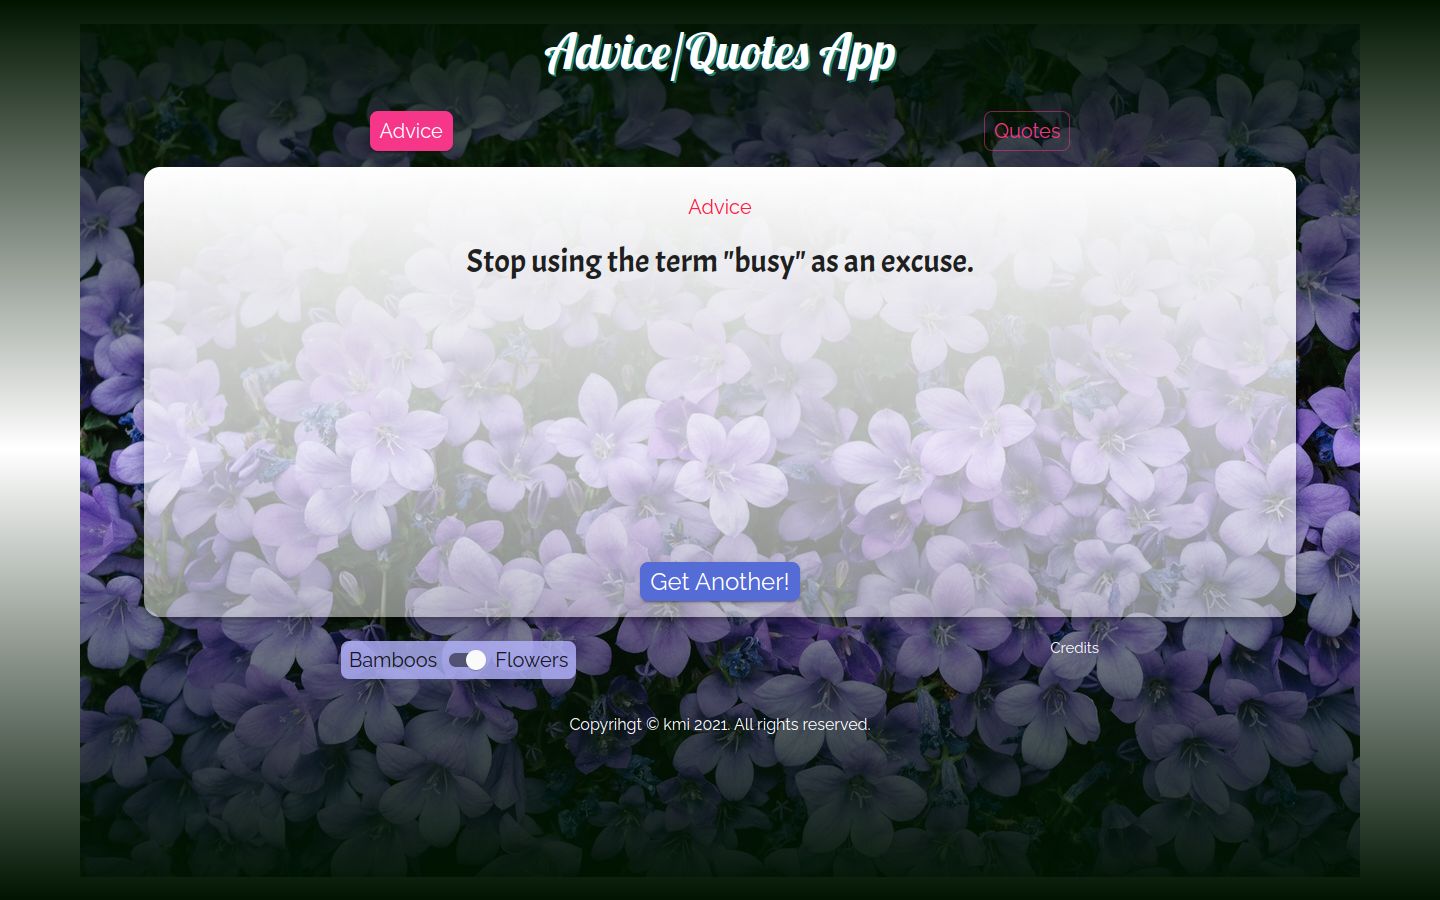 Advice/Quotes App
Advice
Quotes
Advice
Stop using the term "busy" as an excuse.
Get Another!
Bamboos Flowers
Credits
Copyrihgt © kmi 2021. All rights reserved.